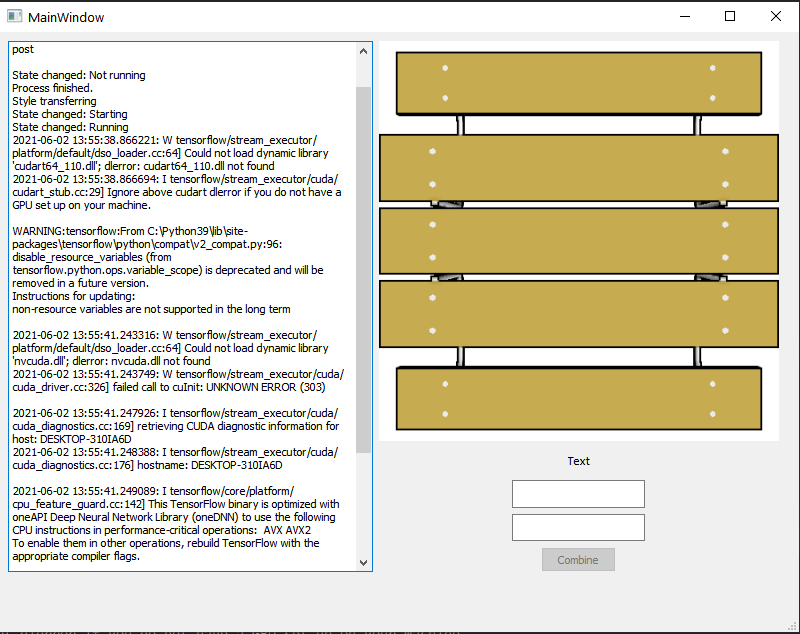 MainWindow
post
State changed: Not running
Process finished.
Style transferring
State changed: Starting
State changed: Running
2021-06-02 13:55:38.866221: W tensorflow/stream_executor/
platform/default/dso_loader.cc:64] Could not load dynamic library
'cudart64_110.dll'; dlerror: cudart64_110.dll not found
2021-06-02 13:55:38.866694: I tensorflow/stream_executor/cuda/
cudart_stub.cc:29] Ignore above cudart dlerror if you do not have a
GPU set up on your machine.
WARNING:tensorflow:From C:\Python39\lib\site-
packages\tensorflow\python\compat\v2_compat.py:96:
disable_resource_variables (from
tensorflow.python.ops.variable_scope) is deprecated and will be
removed in a future version.
Instructions for updating:
non-resource variables are not supported in the long term
2021-06-02 13:55:41.243316: W tensorflow/stream_executor/
platform/default/dso_loader.cc:64] Could not load dynamic library
'nvcuda.dll'; dlerror: nvcuda.dll not found
2021-06-02 13:55:41.243749: W tensorflow/stream_executor/cuda/
cuda_driver.cc:326] failed call to cuInit: UNKNOWN ERROR (303)
2021-06-02 13:55:41.247926: I tensorflow/stream_executor/cuda/
cuda_diagnostics.cc:169] retrieving CUDA diagnostic information for
host: DESKTOP-310IA6D
2021-06-02 13:55:41.248388: I tensorflow/stream_executor/cuda/
cuda_diagnostics.cc:176] hostname: DESKTOP-310IA6D
2021-06-02 13:55:41.249089: I tensorflow/core/platform/
cpu_feature_guard.cc:142] This TensorFlow binary is optimized with
oneAPI Deep Neural Network Library (oneDNN) to use the following
CPU instructions in performance-critical operations:  AVX AVX2
To enable them in other operations, rebuild TensorFlow with the
appropriate compiler flags.
Text
Combine